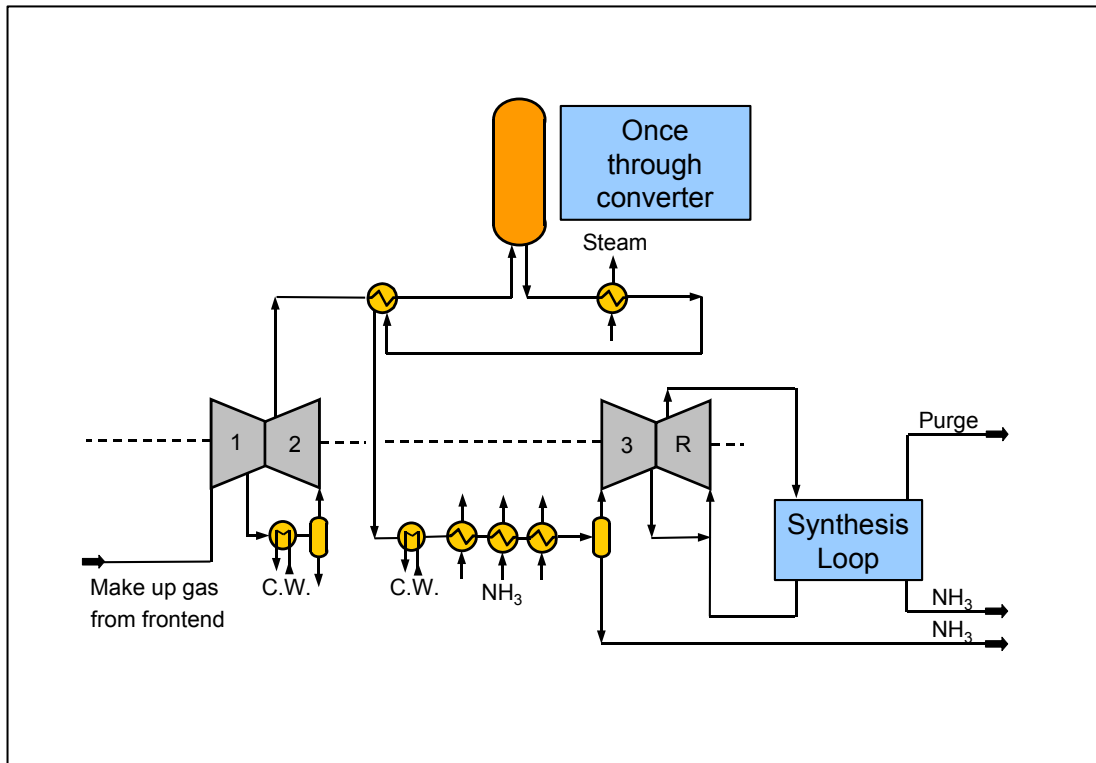 Once
through
converter
Steam
1
2
3
R
Purge
Synthesis
Loop
C.W.
C.W.
NH₃
Make up gas
from frontend
NH₃
NH₃